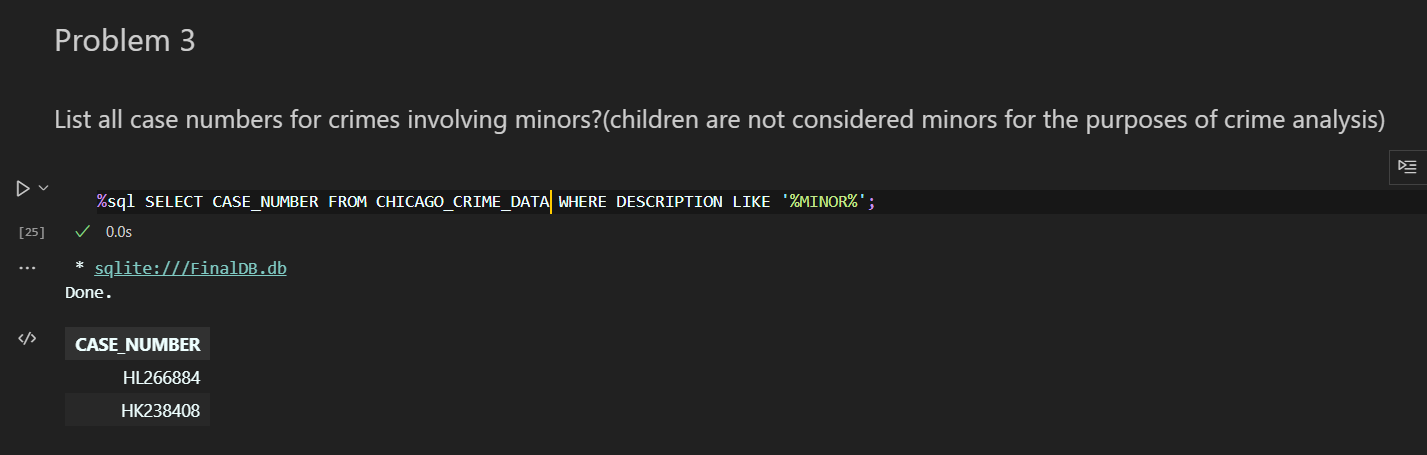 Problem 3
List all case numbers for crimes involving minors?(children are not considered minors for the purposes of crime analysis)
%sql SELECT CASE_NUMBER FROM CHICAGO_CRIME_DATA WHERE DESCRIPTION LIKE '%MINOR%';
[25] 0.0s
* sqlite:///FinalDB.db
Done.
CASE_NUMBER
HL266884
HK238408